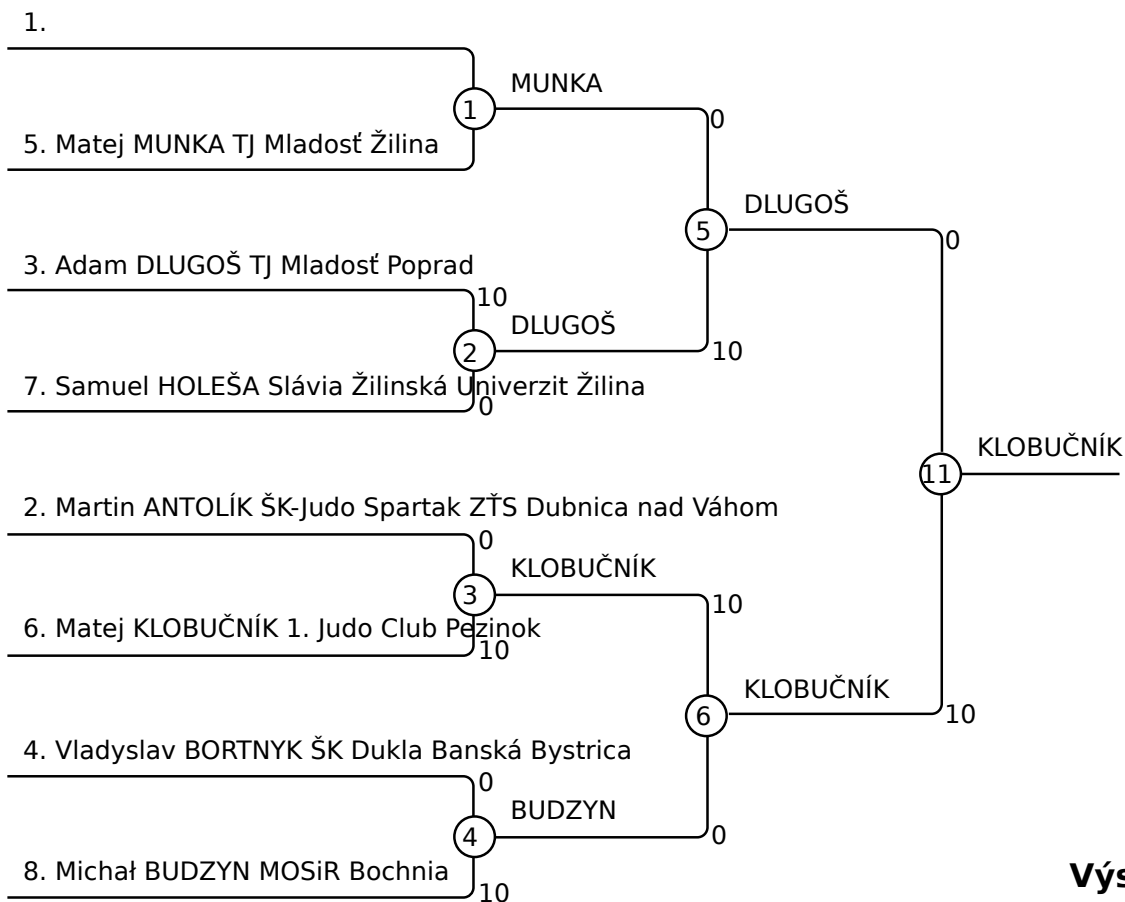 1.
MUNKA
1
0
5. Matej MUNKA TJ Mladosť Žilina
DLUGOŠ
5
0
3. Adam DLUGOŠ TJ Mladosť Poprad
10
DLUGOŠ
2
10
7. Samuel HOLEŠA Slávia Žilinská Univerzit Žilina
0
KLOBUČNÍK
11
2. Martin ANTOLÍK ŠK-Judo Spartak ZŤS Dubnica nad Váhom
0
KLOBUČNÍK
3
10
6. Matej KLOBUČNÍK 1. Judo Club Pezinok
10
KLOBUČNÍK
6
10
4. Vladyslav BORTNYK ŠK Dukla Banská Bystrica
0
BUDZYN
4
0
8. Michał BUDZYN MOSiR Bochnia
10
Výs